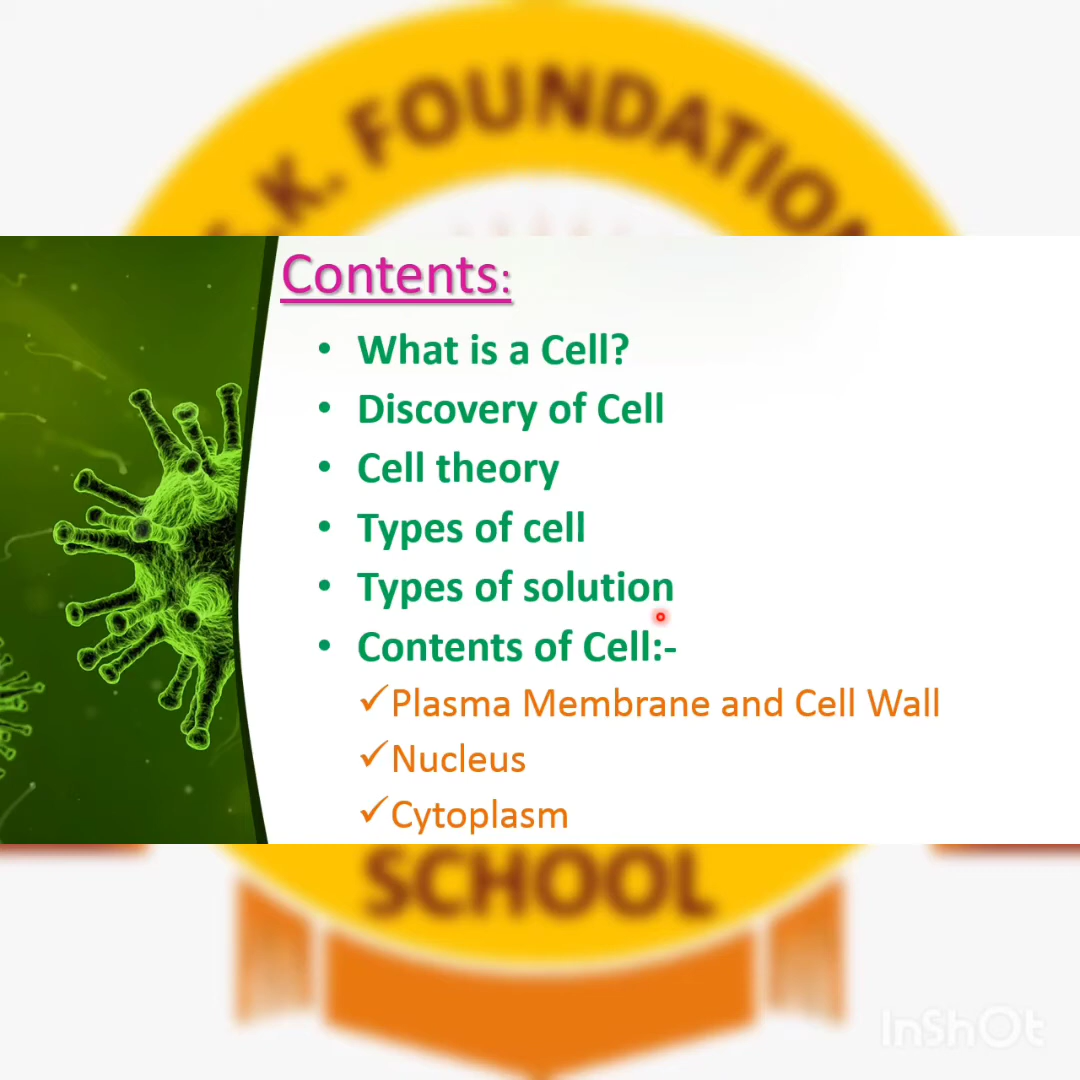 K. FOUNDATION
Contents:
• What is a Cell?
• Discovery of Cell
• Cell theory
• Types of cell
• Types of solution
• Contents of Cell:-
✓Plasma Membrane and Cell Wall
✓Nucleus
✓Cytoplasm
SCHOOL
InShOt